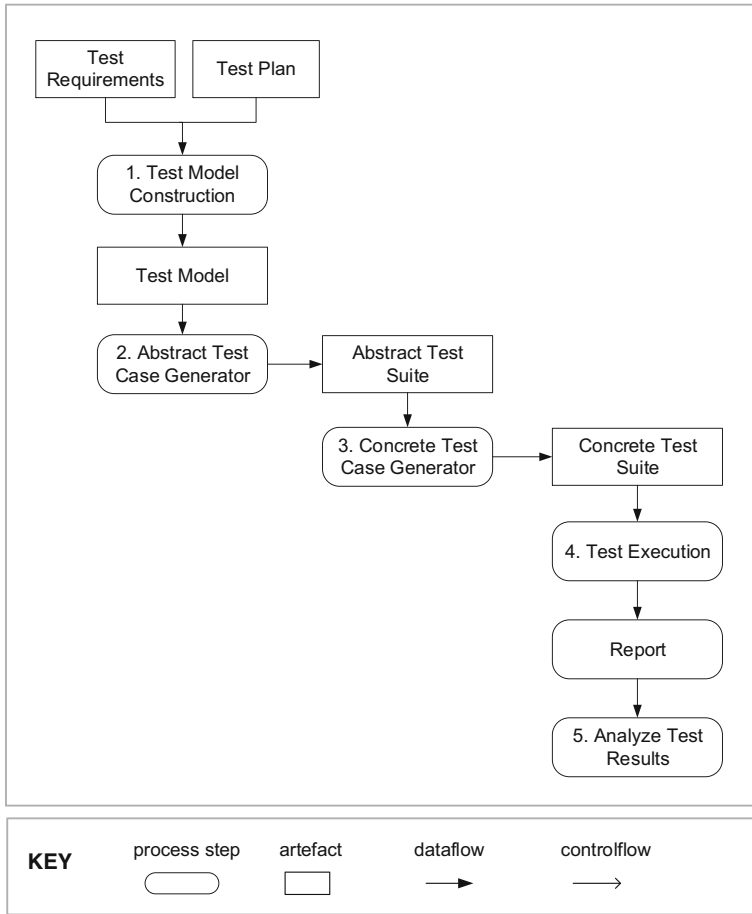 Test
Requirements
Test Plan
1. Test Model
Construction
Test Model
2. Abstract Test
Case Generator
Abstract Test
Suite
3. Concrete Test
Case Generator
Concrete Test
Suite
4. Test Execution
Report
5. Analyze Test
Results
KEY
process step
artefact
dataflow
controlflow